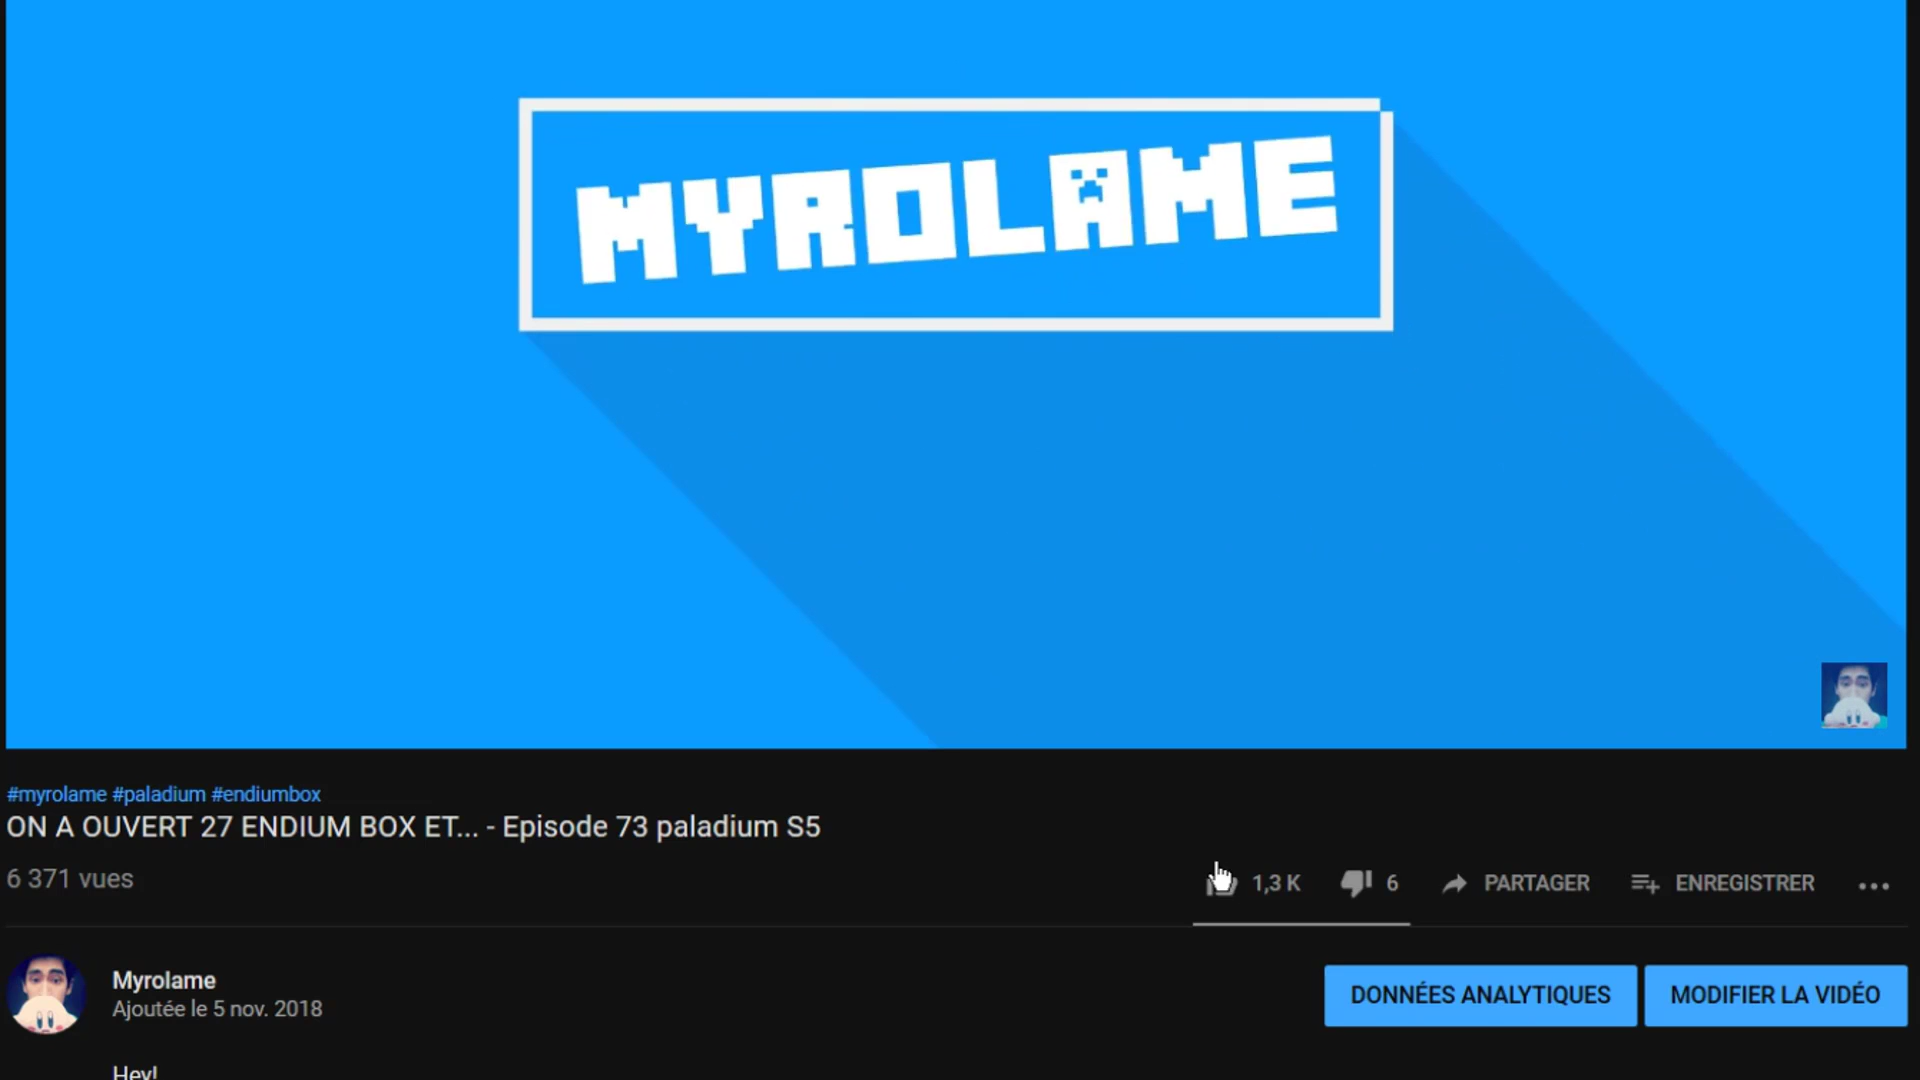 MYROLAME
#myrolame #paladium #endiumbox
ON A OUVERT 27 ENDIUM BOX ET... - Episode 73 paladium S5
6 371 vues
1,3 K 6 PARTAGER ENREGISTRER
Myrolame
Ajoutée le 5 nov. 2018
DONNÉES ANALYTIQUES MODIFIER LA VIDÉO
Hey!